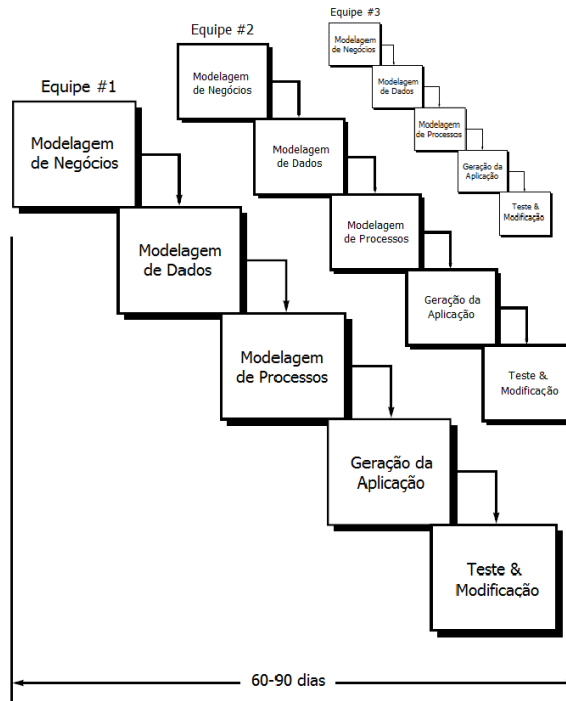 Equipe #1
Modelagem
de Negócios
Modelagem
de Dados
Modelagem
de Processos
Geração da
Aplicação
Teste &
Modificação
Equipe #2
Modelagem
de Negócios
Modelagem
de Dados
Modelagem
de Processos
Geração da
Aplicação
Teste &
Modificação
Equipe #3
Modelagem
de Negócios
Modelagem
de Dados
Modelagem
de Processos
Geração da
Aplicação
Teste &
Modificação
60-90 dias